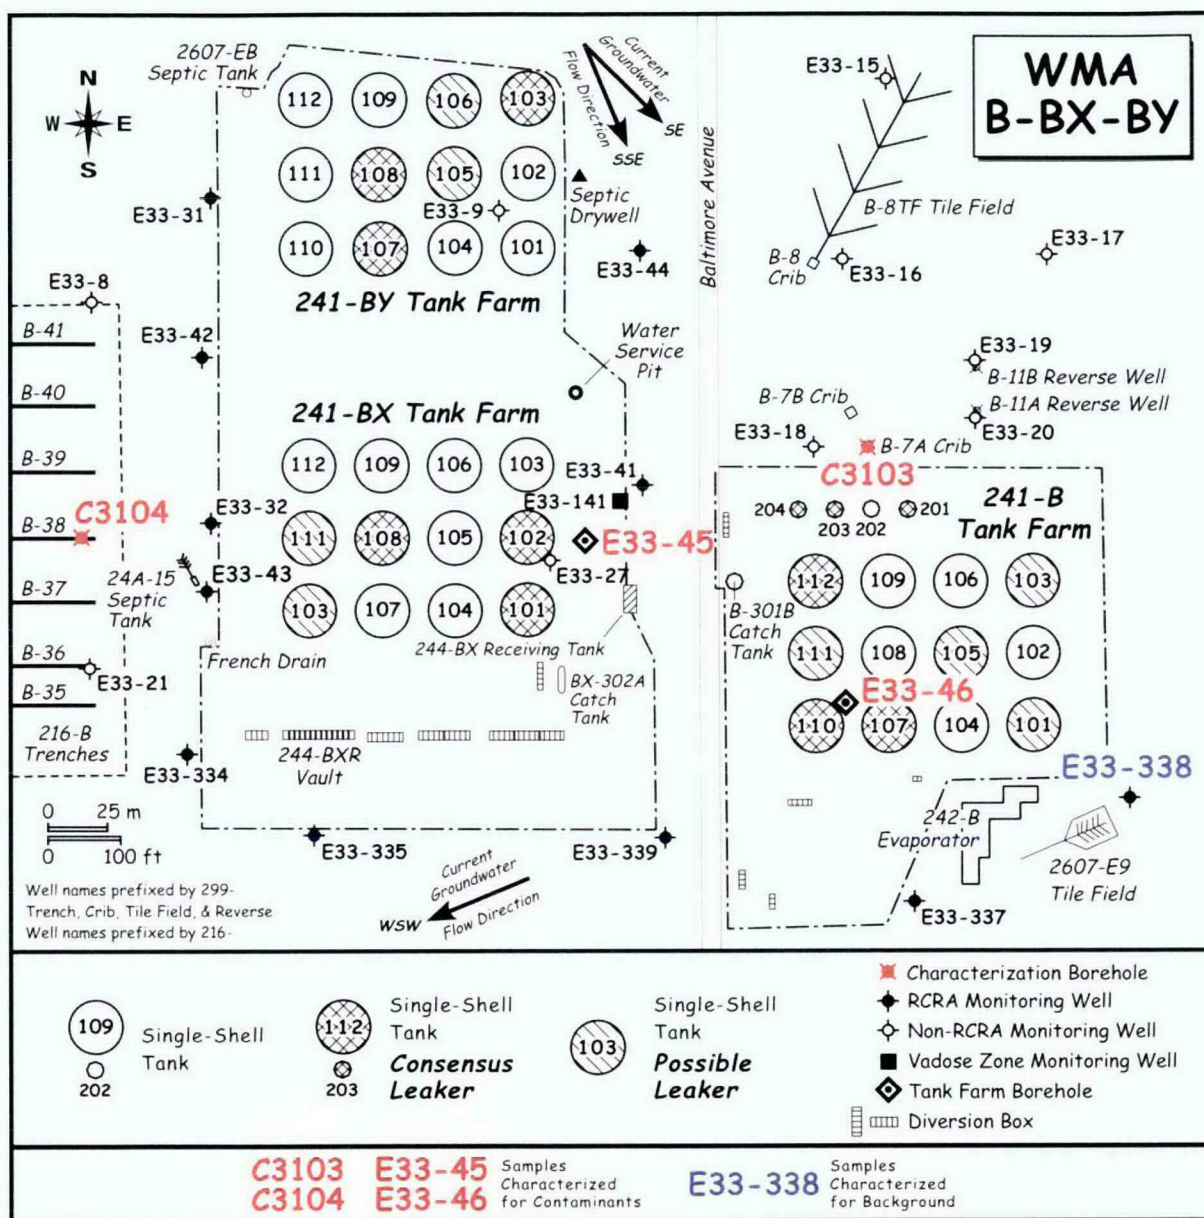 WMA
B-BX-BY
2607-EB
Septic Tank
N
W
E
S
112
109
106
103
111
108
105
102
110
107
104
101
E33-31
E33-9
Septic
Drywell
E33-44
241-BY Tank Farm
Current
Groundwater
Flow Direction
SE
SSE
Baltimore Avenue
E33-15
B-8TF Tile Field
B-8
Crib
E33-16
E33-17
E33-8
B-41
B-40
B-39
B-38
B-37
B-36
B-35
216-B
Trenches
E33-42
Water
Service
Pit
E33-19
B-11B Reverse Well
B-11A Reverse Well
E33-20
B-7B Crib
E33-18
B-7A Crib
C3103
241-BX Tank Farm
112
109
106
103
111
108
105
102
103
107
104
101
E33-41
E33-141
E33-45
E33-27
C3104
E33-32
E33-43
24A-15
Septic
Tank
French Drain
E33-21
244-BX Receiving Tank
BX-302A
Catch
Tank
244-BXR
Vault
E33-334
E33-335
E33-339
241-B
Tank Farm
204
203
202
201
112
109
106
103
111
108
105
102
110
107
104
101
B-301B
Catch
Tank
E33-46
E33-338
242-B
Evaporator
2607-E9
Tile Field
E33-337
0 25 m
0 100 ft
Well names prefixed by 299-
Trench, Crib, Tile Field, & Reverse
Well names prefixed by 216-
Current
Groundwater
Flow Direction
WSW
109
202
Single-Shell
Tank
112
203
Single-Shell
Tank
Consensus
Leaker
103
Single-Shell
Tank
Possible
Leaker
Characterization Borehole
RCRA Monitoring Well
Non-RCRA Monitoring Well
Vadose Zone Monitoring Well
Tank Farm Borehole
Diversion Box
C3103 E33-45
C3104 E33-46
Samples
Characterized
for Contaminants
E33-338
Samples
Characterized
for Background